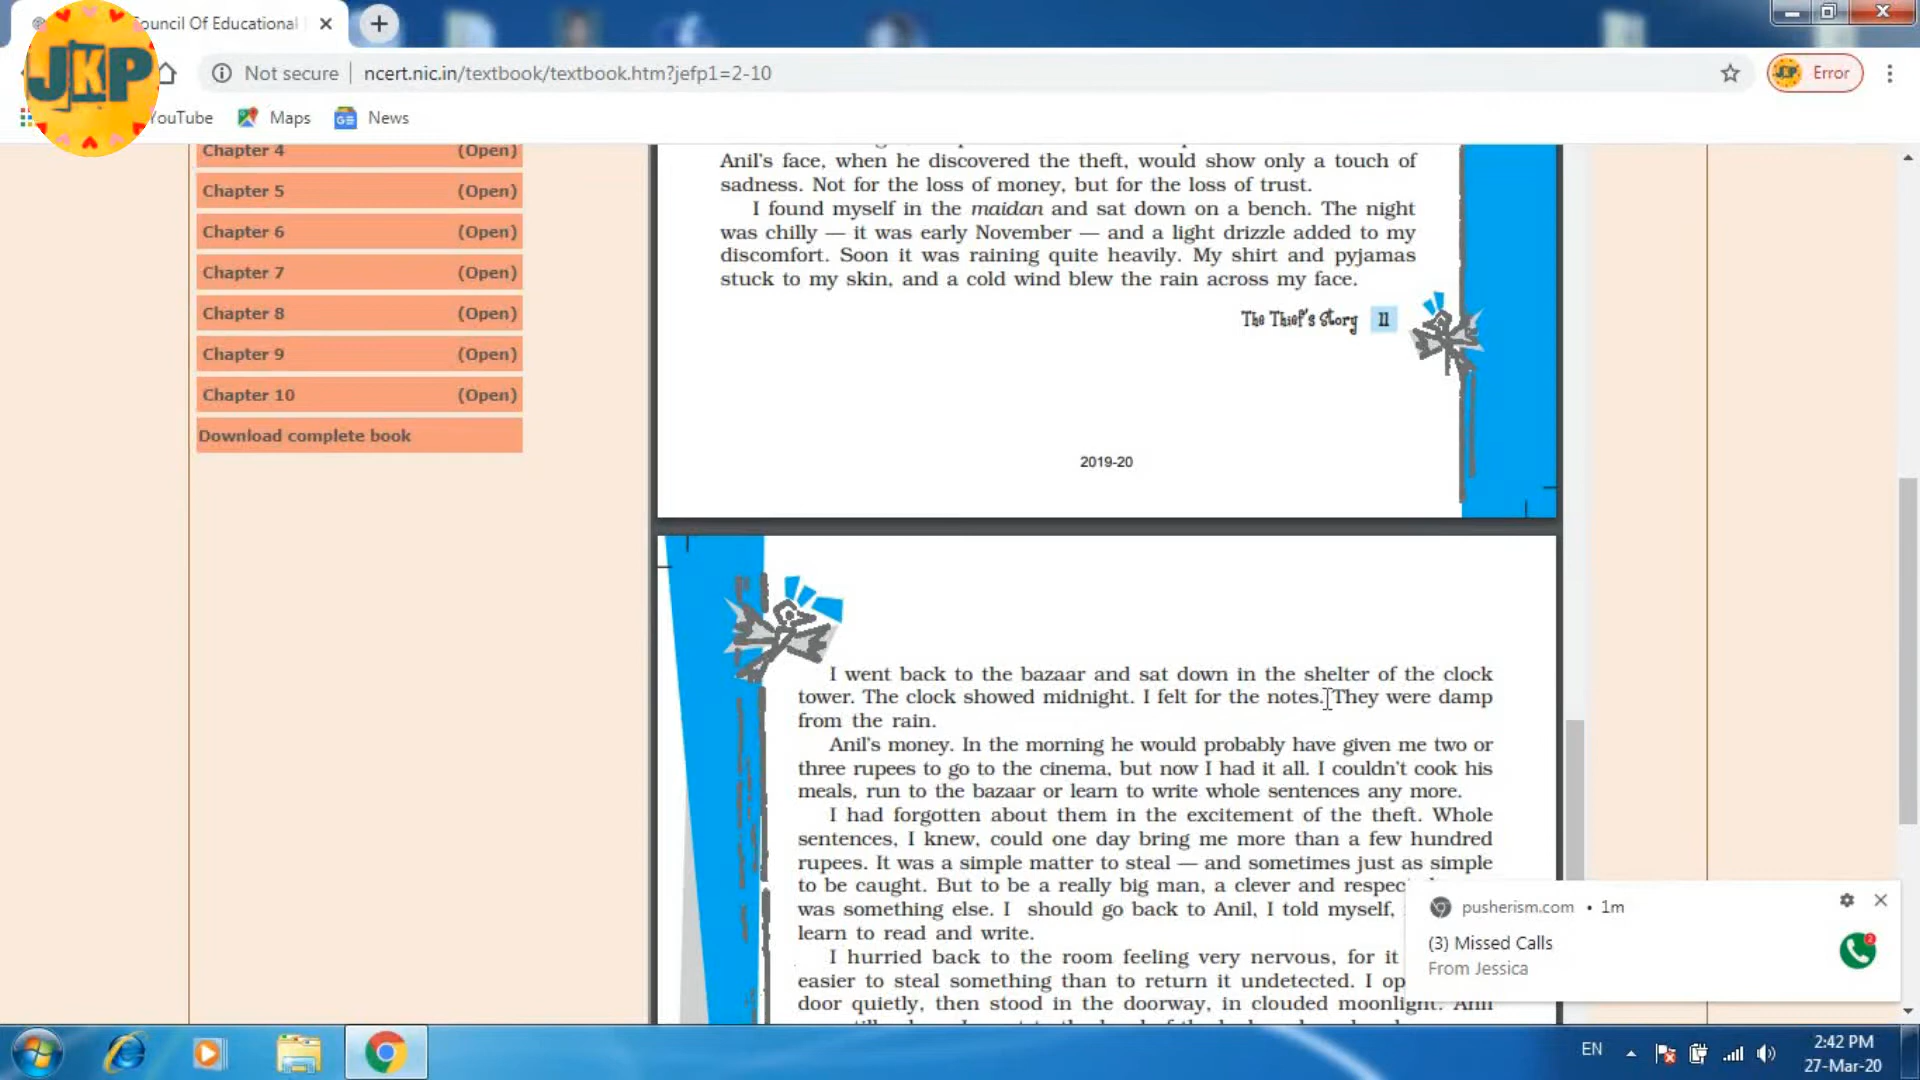 Council Of Educational
JKP
Not secure
ncert.nic.in/textbook/textbook.htm?jefp1=2-10
Error
YouTube
Maps
News
Chapter 4 (Open)
Chapter 5 (Open)
Chapter 6 (Open)
Chapter 7 (Open)
Chapter 8 (Open)
Chapter 9 (Open)
Chapter 10 (Open)
Download complete book
Anil's face, when he discovered the theft, would show only a touch of
sadness. Not for the loss of money, but for the loss of trust.
I found myself in the maidan and sat down on a bench. The night
was chilly — it was early November — and a light drizzle added to my
discomfort. Soon it was raining quite heavily. My shirt and pyjamas
stuck to my skin, and a cold wind blew the rain across my face.
The Thief's Story 11
2019-20
I went back to the bazaar and sat down in the shelter of the clock
tower. The clock showed midnight. I felt for the notes. They were damp
from the rain.
Anil's money. In the morning he would probably have given me two or
three rupees to go to the cinema, but now I had it all. I couldn't cook his
meals, run to the bazaar or learn to write whole sentences any more.
I had forgotten about them in the excitement of the theft. Whole
sentences, I knew, could one day bring me more than a few hundred
rupees. It was a simple matter to steal — and sometimes just as simple
to be caught. But to be a really big man, a clever and
was something else. I should go back to Anil, I told myself,
learn to read and write.
I hurried back to the room feeling very nervous, for it
easier to steal something than to return it undetected. I
door quietly, then stood in the doorway, in clouded moonlight. Anil
pusherism.com • 1m
(3) Missed Calls
From Jessica
2
EN
2:42 PM
27-Mar-20